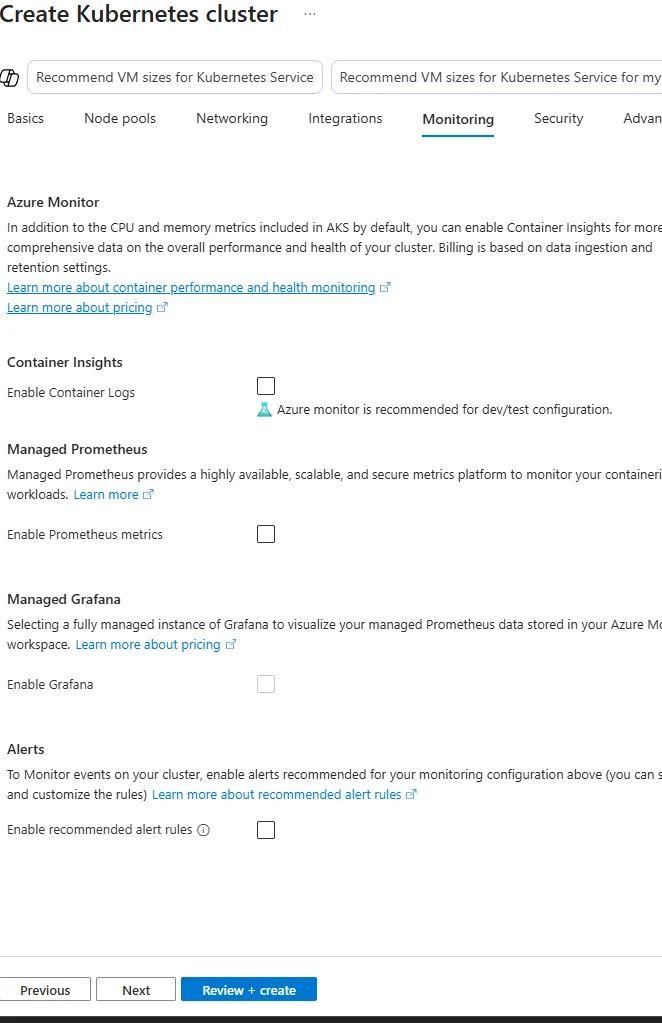 Create Kubernetes cluster ...
Recommend VM sizes for Kubernetes Service
Recommend VM sizes for Kubernetes Service for my
Basics
Node pools
Networking
Integrations
Monitoring
Security
Advan
Azure Monitor
In addition to the CPU and memory metrics included in AKS by default, you can enable Container Insights for more
comprehensive data on the overall performance and health of your cluster. Billing is based on data ingestion and
retention settings.
Learn more about container performance and health monitoring
Learn more about pricing
Container Insights
Enable Container Logs
Azure monitor is recommended for dev/test configuration.
Managed Prometheus
Managed Prometheus provides a highly available, scalable, and secure metrics platform to monitor your containeri
workloads. Learn more
Enable Prometheus metrics
Managed Grafana
Selecting a fully managed instance of Grafana to visualize your managed Prometheus data stored in your Azure Mo
workspace. Learn more about pricing
Enable Grafana
Alerts
To Monitor events on your cluster, enable alerts recommended for your monitoring configuration above (you can s
and customize the rules) Learn more about recommended alert rules
Enable recommended alert rules
Previous
Next
Review + create